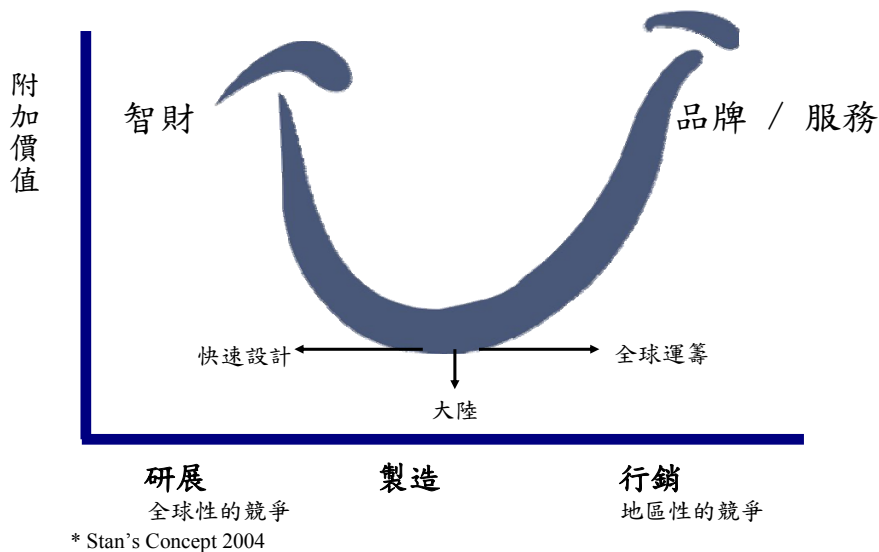 附加價值
智財
品牌 / 服務
快速設計
全球運籌
大陸
研展
製造
行銷
全球性的競爭
地區性的競爭
* Stan's Concept 2004